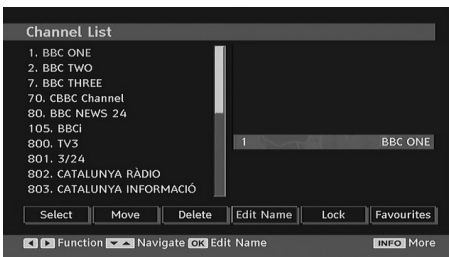 Channel List
1. BBC ONE
2. BBC TWO
7. BBC THREE
70. CBBC Channel
80. BBC NEWS 24
105. BBCi
800. TV3
801. 3/24
802. CATALUNYA RÀDIO
803. CATALUNYA INFORMACIÓ
1 BBC ONE
Select Move Delete Edit Name Lock Favourites
Function Navigate OK Edit Name INFO More